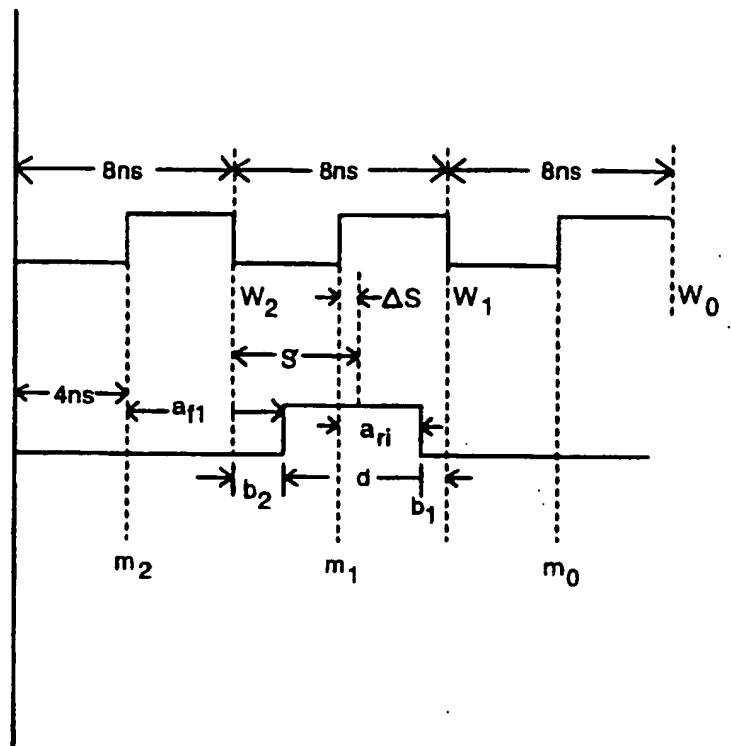 8ns 8ns 8ns
W2 ΔS W1 W0
g
4ns af1 ari
b2 d b1
m2 m1 m0